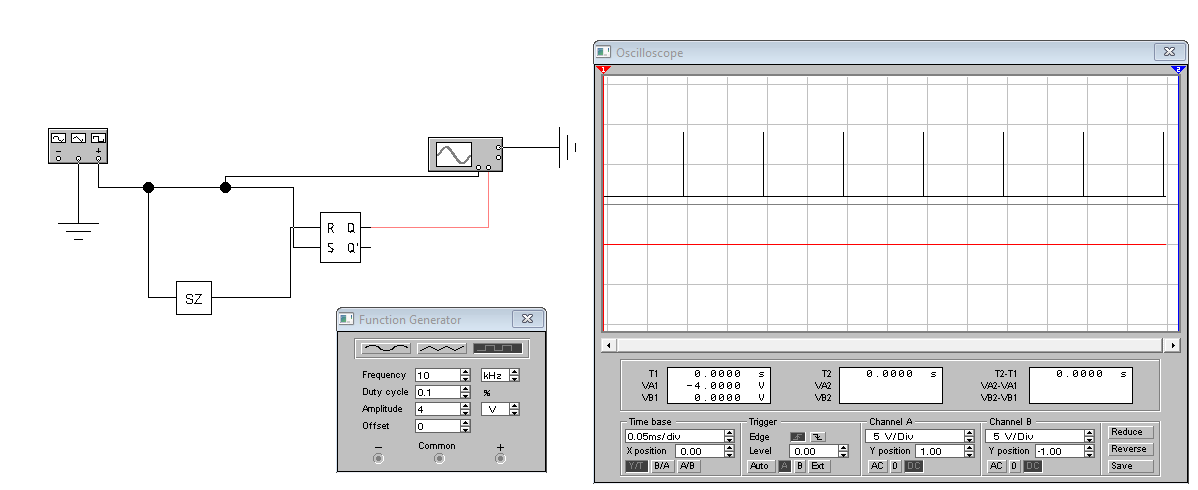 Oscilloscope
1
2
− +
R Q
S Q'
SZ
Function Generator
Frequency 10 kHz
Duty cycle 0.1 %
Amplitude 4 V
Offset 0
− Common +
T1 0.0000 s
VA1 -4.0000 V
VB1 0.0000 V
T2 0.0000 s
VA2
VB2
T2-T1 0.0000 s
VA2-VA1
VB2-VB1
Time base
0.05ms/div
X position 0.00
Y/T B/A A/B
Trigger
Edge
Level 0.00
Auto A B Ext
Channel A
5 V/Div
Y position 1.00
AC 0 DC
Channel B
5 V/Div
Y position -1.00
AC 0 DC
Reduce
Reverse
Save